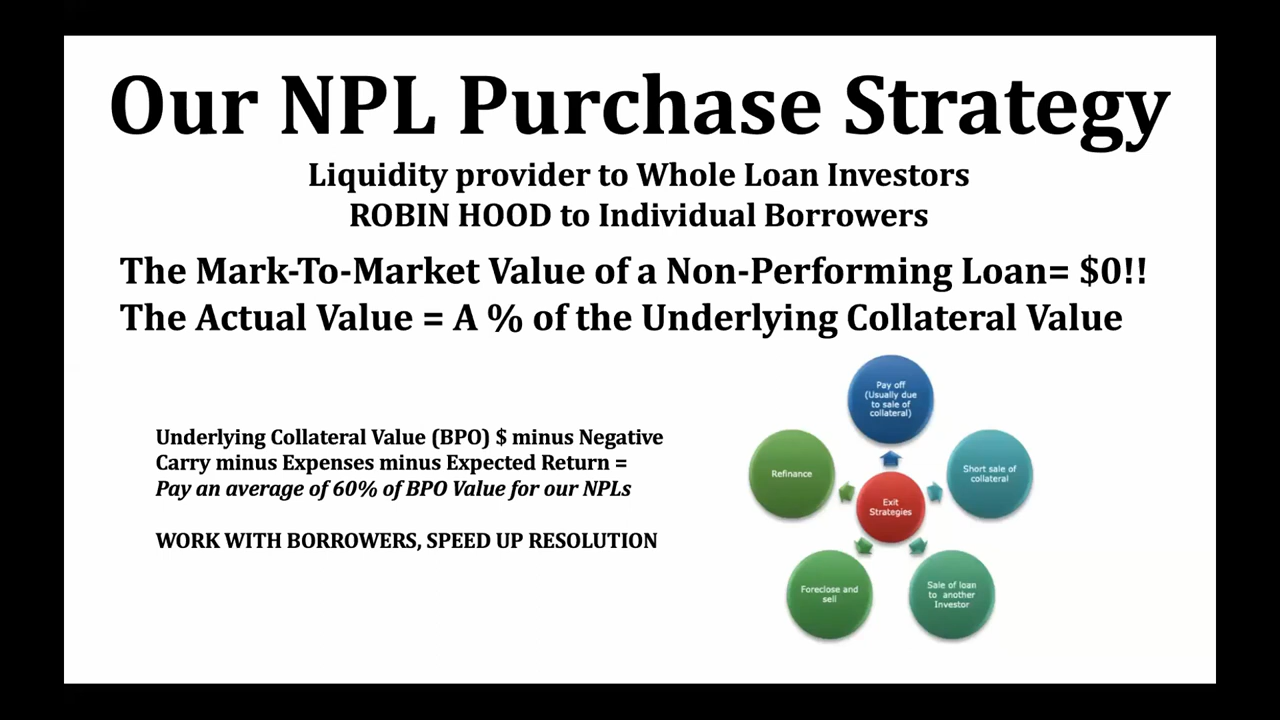 Our NPL Purchase Strategy
Liquidity provider to Whole Loan Investors
ROBIN HOOD to Individual Borrowers
The Mark-To-Market Value of a Non-Performing Loan= $0!!
The Actual Value = A % of the Underlying Collateral Value
Underlying Collateral Value (BPO) $ minus Negative
Carry minus Expenses minus Expected Return =
Pay an average of 60% of BPO Value for our NPLs
WORK WITH BORROWERS, SPEED UP RESOLUTION
Pay off
(Usually due
to sale of
collateral)
Refinance
Short sale of
collateral
Exit
Strategies
Foreclose and
sell
Sale of loan
to another
Investor